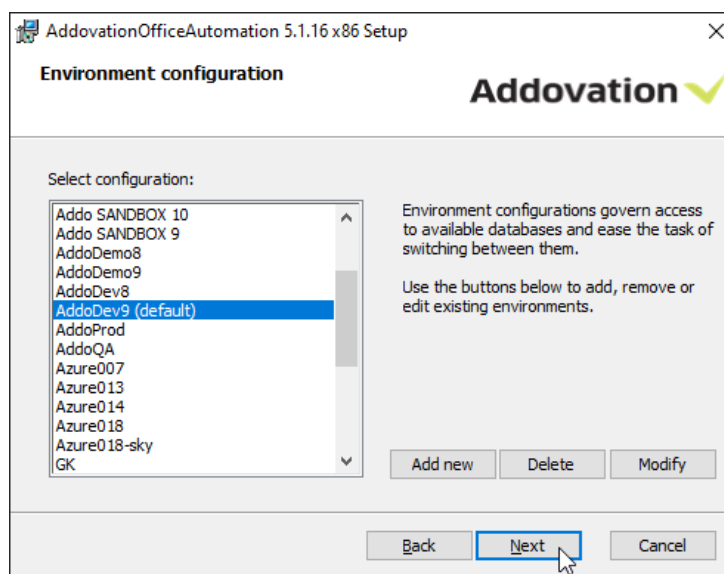 AddovationOfficeAutomation 5.1.16 x86 Setup
Environment configuration
Addovation
Select configuration:
Addo SANDBOX 10
Addo SANDBOX 9
AddoDemo8
AddoDemo9
AddoDev8
AddoDev9 (default)
AddoProd
AddoQA
Azure007
Azure013
Azure014
Azure018
Azure018-sky
GK
Environment configurations govern access
to available databases and ease the task of
switching between them.
Use the buttons below to add, remove or
edit existing environments.
Add new
Delete
Modify
Back
Next
Cancel